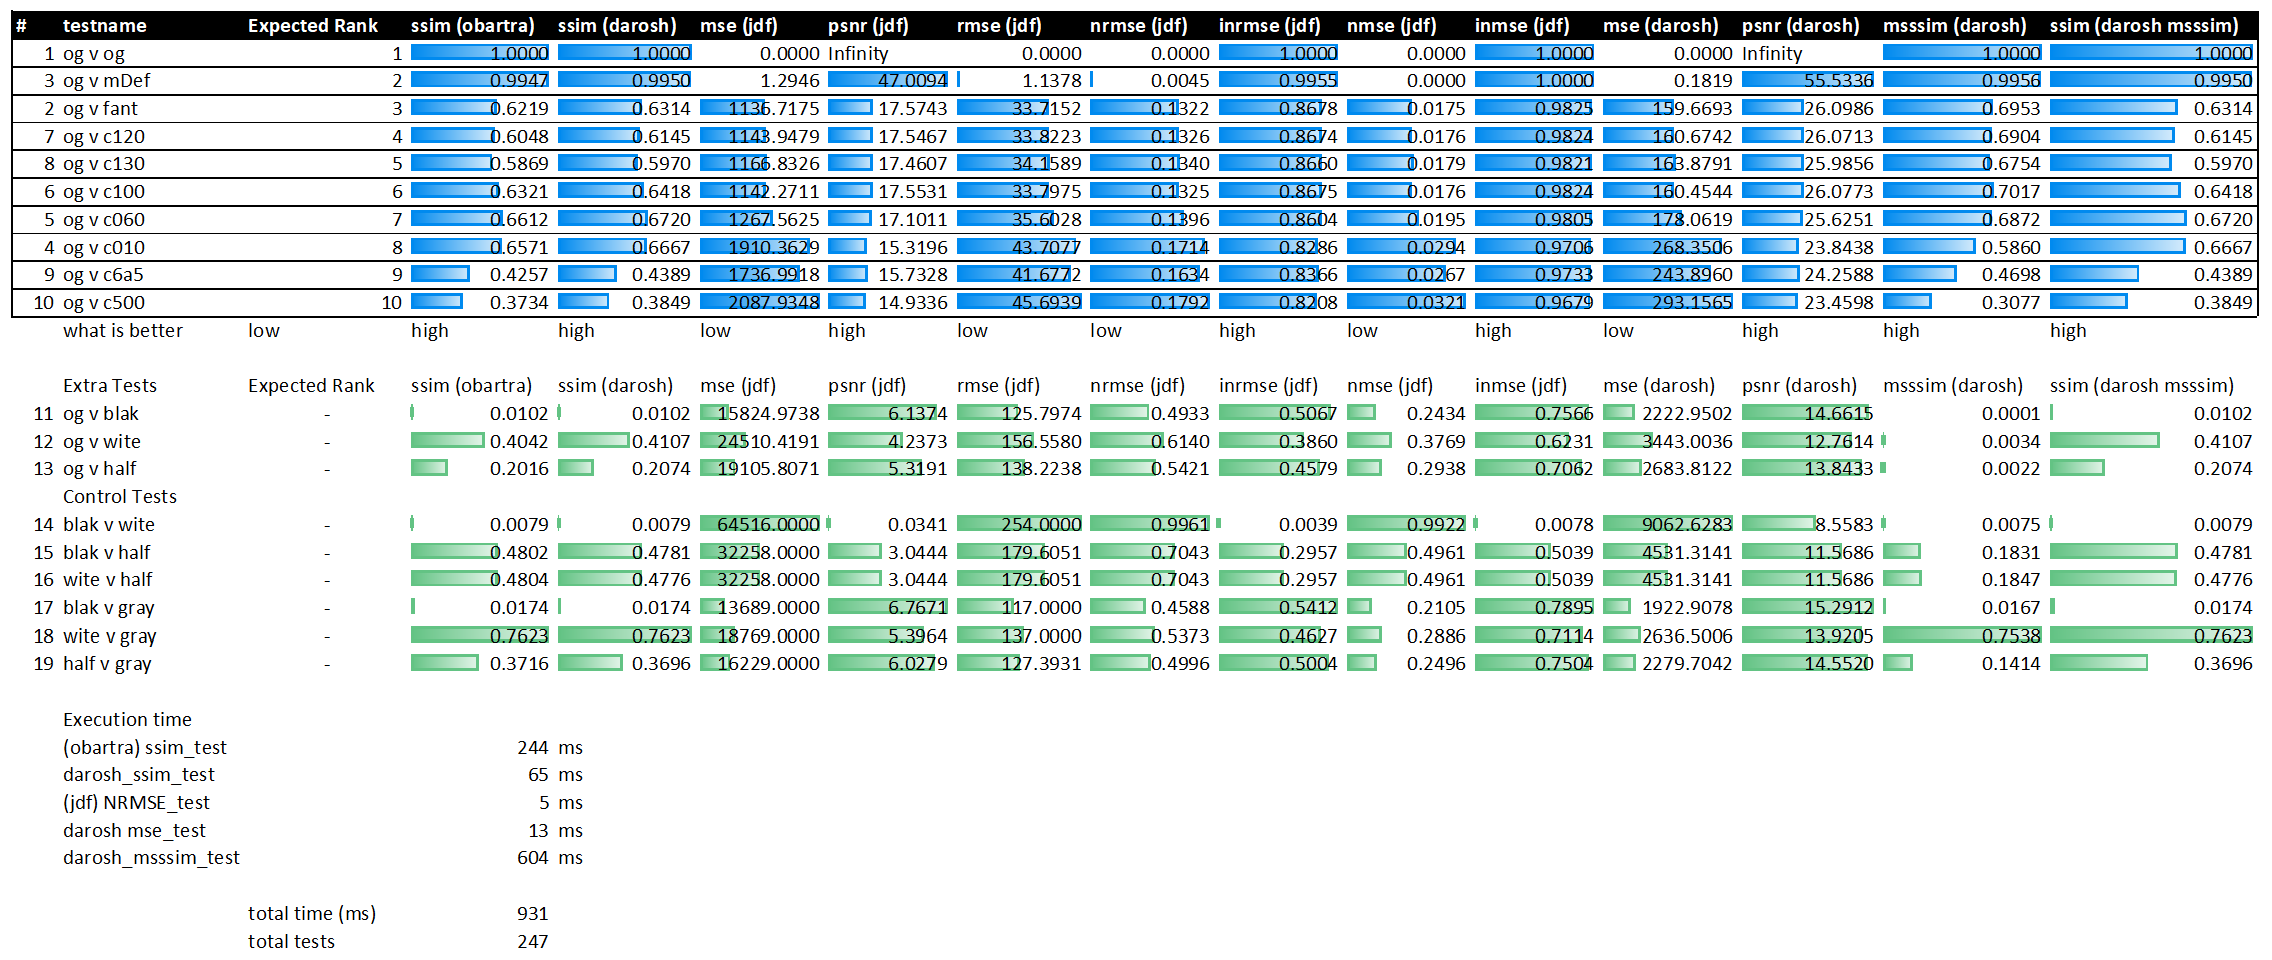 # testname Expected Rank ssim (obartra) ssim (darosh) mse (jdf) psnr (jdf) rmse (jdf) nrmse (jdf) inrmse (jdf) nmse (jdf) inmse (jdf) mse (darosh) psnr (darosh) msssim (darosh) ssim (darosh msssim)
1 og v og 1 1.0000 1.0000 0.0000 Infinity 0.0000 0.0000 1.0000 0.0000 1.0000 0.0000 Infinity 1.0000 1.0000
3 og v mDef 2 0.9947 0.9950 1.2946 47.0094 1.1378 0.0045 0.9955 0.0000 1.0000 0.1819 55.5336 0.9956 0.9950
2 og v fant 3 0.6219 0.6314 1136.7175 17.5743 33.7152 0.1322 0.8678 0.0175 0.9825 159.6693 26.0986 0.6953 0.6314
7 og v c120 4 0.6048 0.6145 1143.9479 17.5467 33.8223 0.1326 0.8674 0.0176 0.9824 160.6742 26.0713 0.6904 0.6145
8 og v c130 5 0.5869 0.5970 1166.8326 17.4607 34.1589 0.1340 0.8660 0.0179 0.9821 163.8791 25.9856 0.6754 0.5970
6 og v c100 6 0.6321 0.6418 1142.2711 17.5531 33.7975 0.1325 0.8675 0.0176 0.9824 160.4544 26.0773 0.7017 0.6418
5 og v c060 7 0.6612 0.6720 1267.5625 17.1011 35.6028 0.1396 0.8604 0.0195 0.9805 178.0619 25.6251 0.6872 0.6720
4 og v c010 8 0.6571 0.6667 1910.3629 15.3196 43.7077 0.1714 0.8286 0.0294 0.9706 268.3506 23.8438 0.5860 0.6667
9 og v c6a5 9 0.4257 0.4389 1736.9918 15.7328 41.6772 0.1634 0.8366 0.0267 0.9733 243.8960 24.2588 0.4698 0.4389
10 og v c500 10 0.3734 0.3849 2087.9348 14.9336 45.6939 0.1792 0.8208 0.0321 0.9679 293.1565 23.4598 0.3077 0.3849
what is better low high high low high low low high low high low high high high
Extra Tests Expected Rank ssim (obartra) ssim (darosh) mse (jdf) psnr (jdf) rmse (jdf) nrmse (jdf) inrmse (jdf) nmse (jdf) inmse (jdf) mse (darosh) psnr (darosh) msssim (darosh) ssim (darosh msssim)
11 og v blak - 0.0102 0.0102 15824.9738 6.1374 125.7974 0.4933 0.5067 0.2434 0.7566 2222.9502 14.6615 0.0001 0.0102
12 og v wite - 0.4042 0.4107 24510.4191 4.2373 156.5580 0.6140 0.3860 0.3769 0.6231 3443.0036 12.7614 0.0034 0.4107
13 og v half - 0.2016 0.2074 19105.8071 5.3191 138.2238 0.5421 0.4579 0.2938 0.7062 2683.8122 13.8433 0.0022 0.2074
Control Tests
14 blak v wite - 0.0079 0.0079 64516.0000 0.0341 254.0000 0.9961 0.0039 0.9922 0.0078 9062.6283 8.5583 0.0075 0.0079
15 blak v half - 0.4802 0.4781 32258.0000 3.0444 179.6051 0.7043 0.2957 0.4961 0.5039 4531.3141 11.5686 0.1831 0.4781
16 wite v half - 0.4804 0.4776 32258.0000 3.0444 179.6051 0.7043 0.2957 0.4961 0.5039 4531.3141 11.5686 0.1847 0.4776
17 blak v gray - 0.0174 0.0174 13689.0000 6.7671 117.0000 0.4588 0.5412 0.2105 0.7895 1922.9078 15.2912 0.0167 0.0174
18 wite v gray - 0.7623 0.7623 18769.0000 5.3964 137.0000 0.5373 0.4627 0.2886 0.7114 2636.5006 13.9205 0.7538 0.7623
19 half v gray - 0.3716 0.3696 16229.0000 6.0279 127.3931 0.4996 0.5004 0.2496 0.7504 2279.7042 14.5520 0.1414 0.3696
Execution time
(obartra) ssim_test 244 ms
darosh_ssim_test 65 ms
(jdf) NRMSE_test 5 ms
darosh mse_test 13 ms
darosh_msssim_test 604 ms
total time (ms) 931
total tests 247